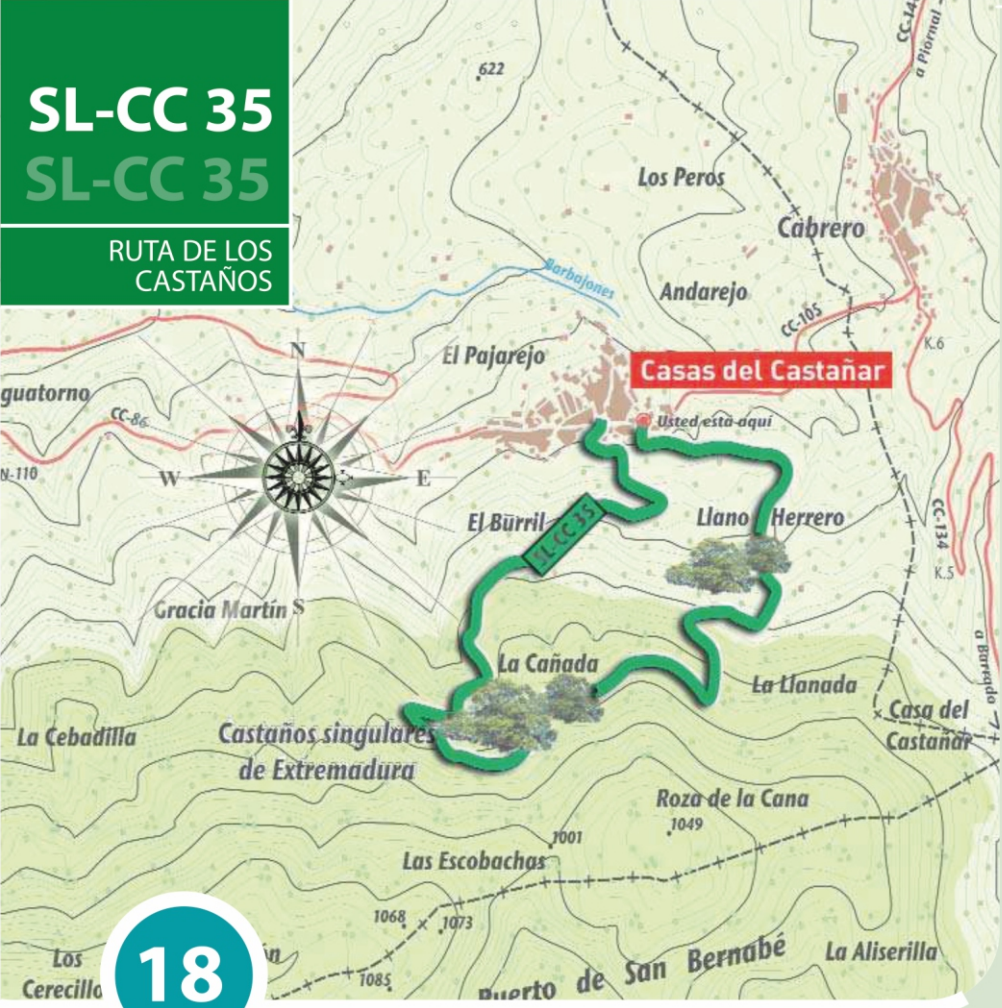 SL-CC 35
SL-CC 35
RUTA DE LOS
CASTAÑOS
622
a Piornal
Los Peros
Cabrero
Barbajones
Andarejo
CC-105
K.6
El Pajarejo
Casas del Castañar
guatorno
CC-86
N-110
N
W
E
S
Usted está aquí
El Burril
SL-CC 35
Llano Herrero
CC-134
K.5
Gracia Martín
La Cañada
a Barrado
La Llanada
La Cebadilla
Castaños singulares
de Extremadura
Casa del
Castañar
Roza de la Cana
1049
1001
Las Escobachas
1068
1073
1085
Los
Cerecillo
18
Puerto de San Bernabé
La Aliserilla